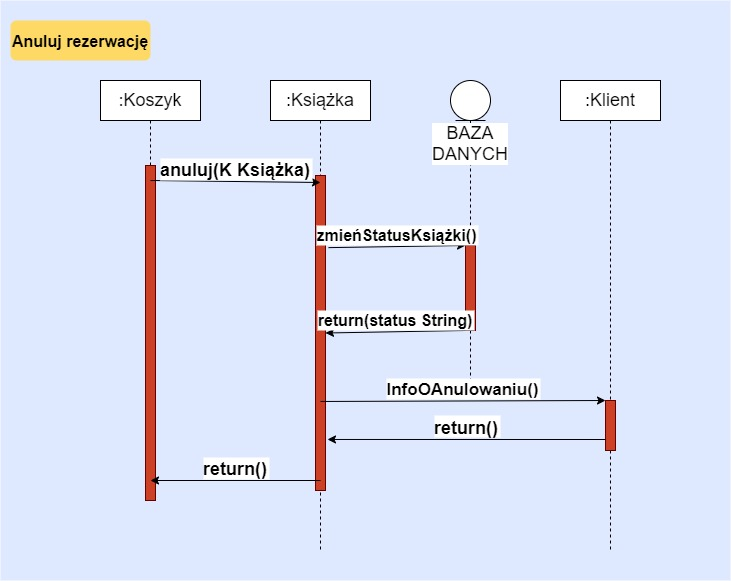 Anuluj rezerwację
:Koszyk
:Książka
BAZA
DANYCH
:Klient
anuluj(K Książka)
zmieńStatusKsiążki()
return(status String)
InfoOAnulowaniu()
return()
return()